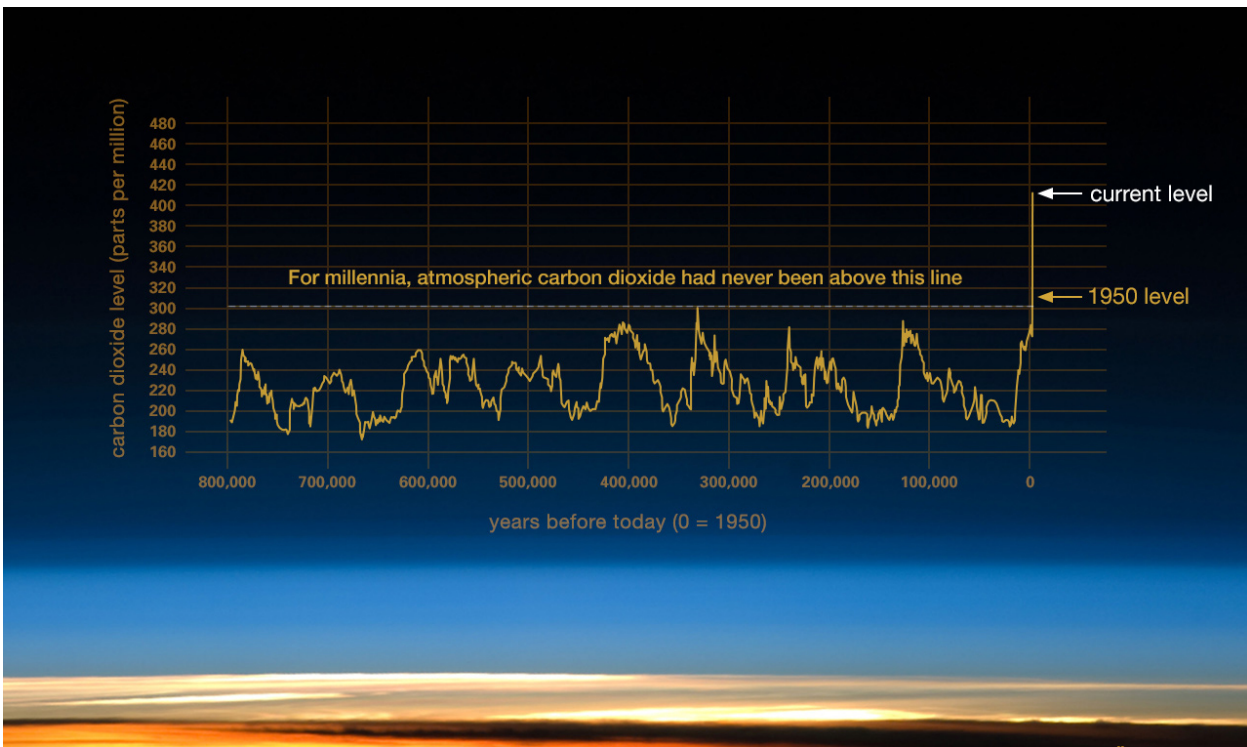 carbon dioxide level (parts per million)
480
460
440
420
400
380
360
340
320
300
280
260
240
220
200
180
160
current level
For millennia, atmospheric carbon dioxide had never been above this line
1950 level
800,000 700,000 600,000 500,000 400,000 300,000 200,000 100,000 0
years before today (0 = 1950)